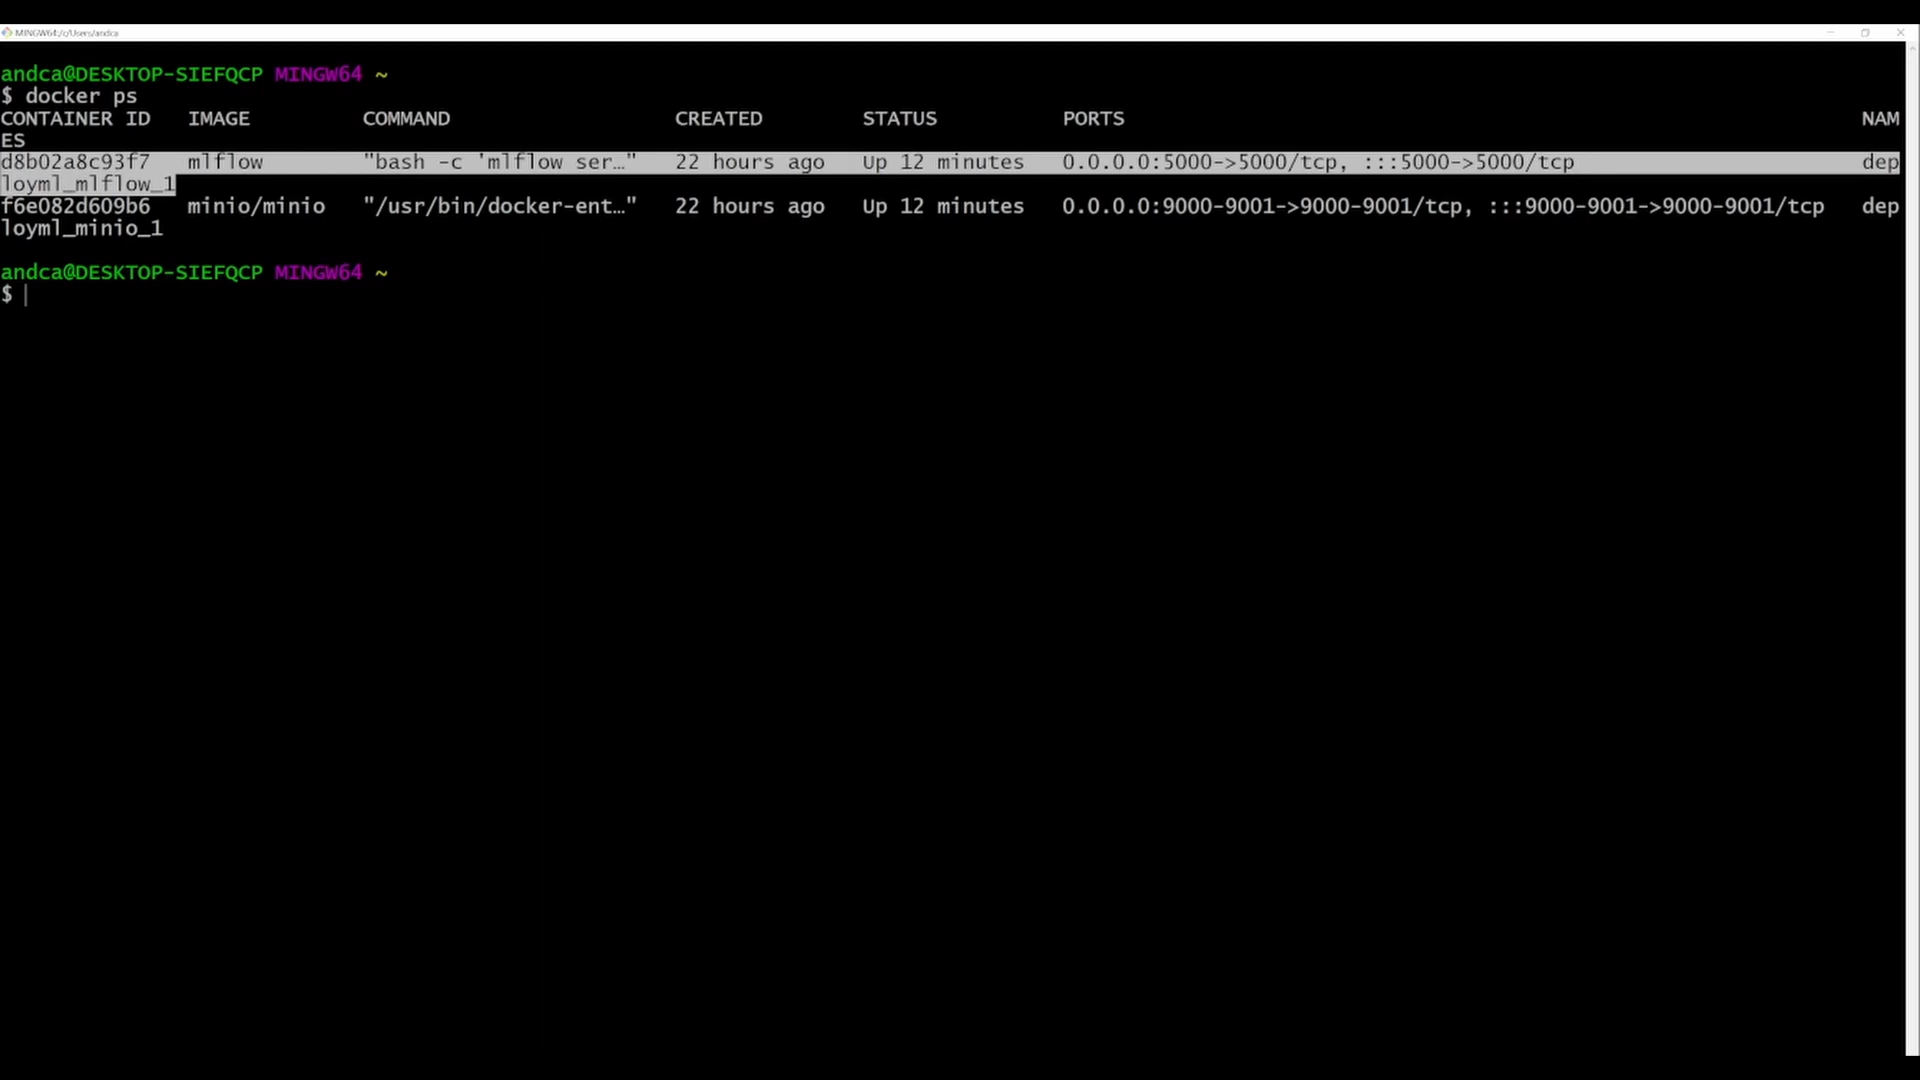 MINGW64:/c/Users/andca
andca@DESKTOP-SIEFQCP MINGW64 ~
$ docker ps
CONTAINER ID   IMAGE         COMMAND                  CREATED        STATUS          PORTS                                                           NAM
ES
d8b02a8c93f7   mlflow        "bash -c 'mlflow ser…"   22 hours ago   Up 12 minutes   0.0.0.0:5000->5000/tcp, :::5000->5000/tcp                       dep
loyml_mlflow_1
f6e082d609b6   minio/minio   "/usr/bin/docker-ent…"   22 hours ago   Up 12 minutes   0.0.0.0:9000-9001->9000-9001/tcp, :::9000-9001->9000-9001/tcp   dep
loyml_minio_1
andca@DESKTOP-SIEFQCP MINGW64 ~
$